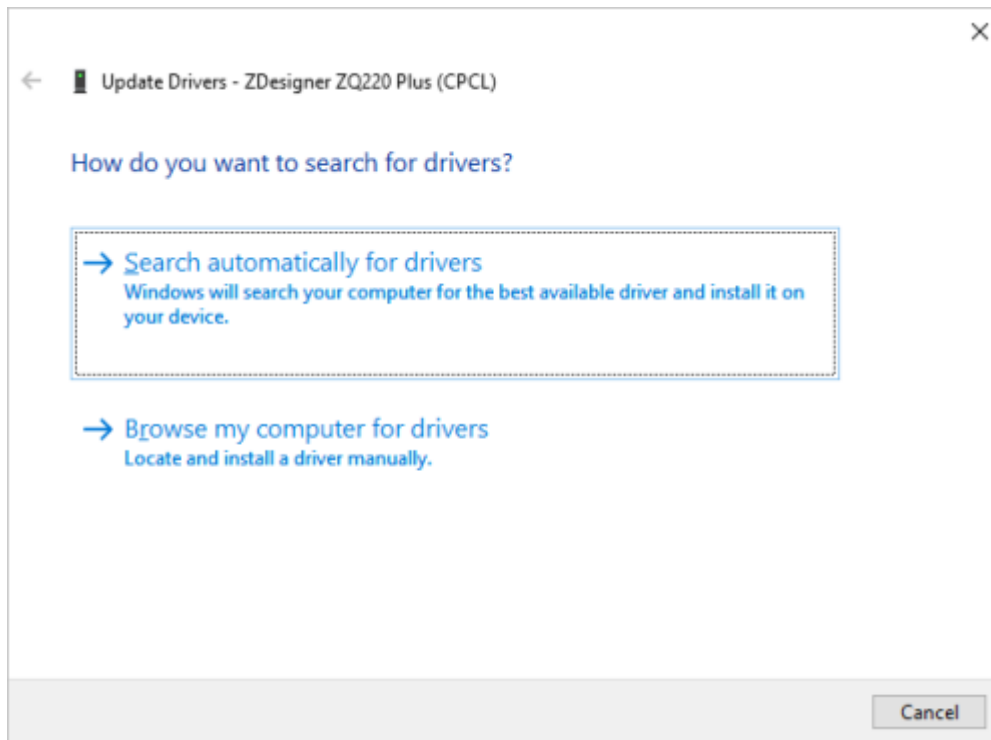 Update Drivers - ZDesigner ZQ220 Plus (CPCL)
How do you want to search for drivers?
Search automatically for drivers
Windows will search your computer for the best available driver and install it on
your device.
Browse my computer for drivers
Locate and install a driver manually.
Cancel